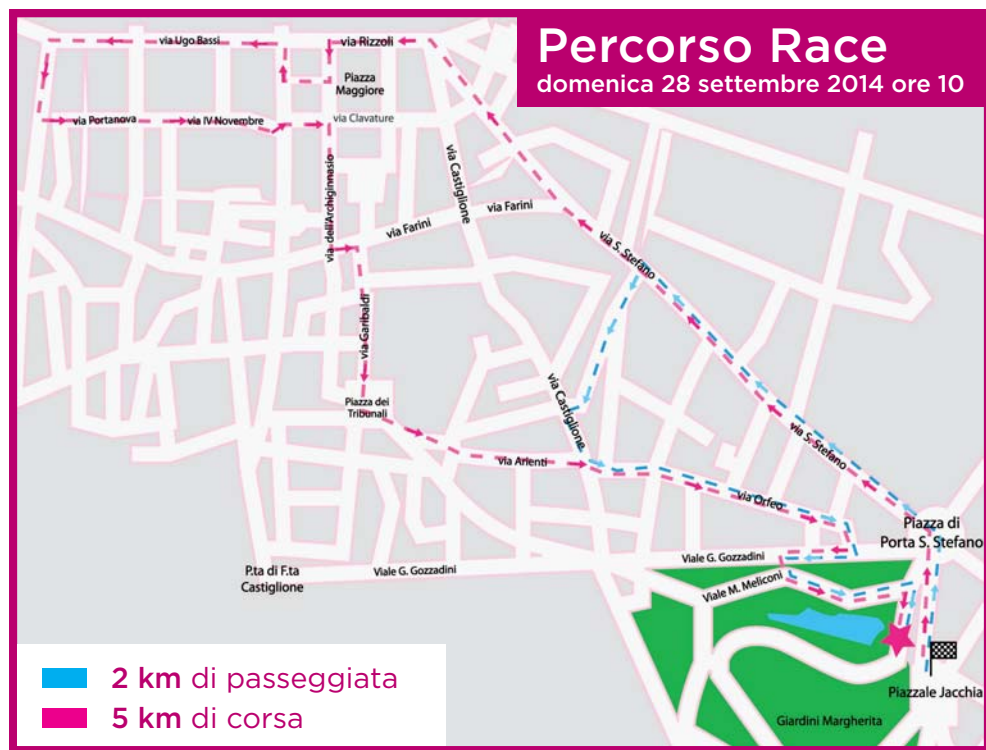 Percorso Race
domenica 28 settembre 2014 ore 10
via Ugo Bassi
via Rizzoli
Piazza
Maggiore
via Portanova
via IV Novembre
via Clavature
via Castiglione
via dell'Archiginnasio
via Farini
via Farini
via S. Stefano
via Garibaldi
Piazza dei
Tribunali
via Castiglione
via S. Stefano
via Arienti
via Orfeo
Piazza di
Porta S. Stefano
Viale G. Gozzadini
P.ta di F.ta
Castiglione
Viale G. Gozzadini
Viale M. Meliconi
Piazzale Jacchia
Giardini Margherita
2 km di passeggiata
5 km di corsa